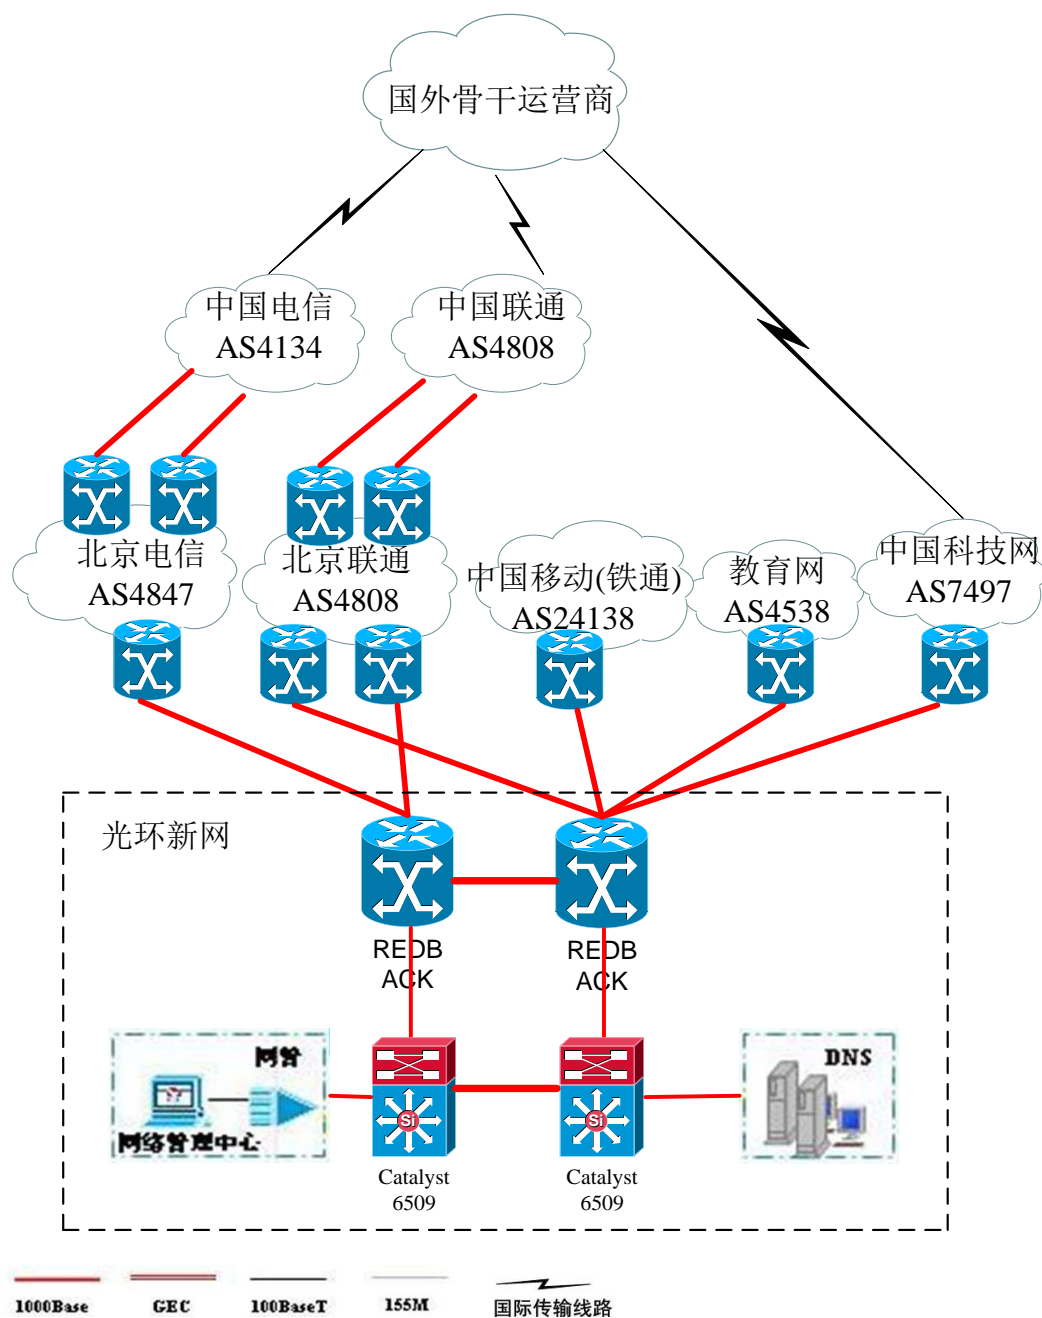 国外骨干运营商
中国电信
AS4134
中国联通
AS4808
北京电信
AS4847
北京联通
AS4808
中国移动(铁通)
AS24138
教育网
AS4538
中国科技网
AS7497
光环新网
REDB
ACK
REDB
ACK
网管
网络管理中心
Si
Si
DNS
Catalyst
6509
Catalyst
6509
1000Base
GEC
100BaseT
155M
国际传输线路